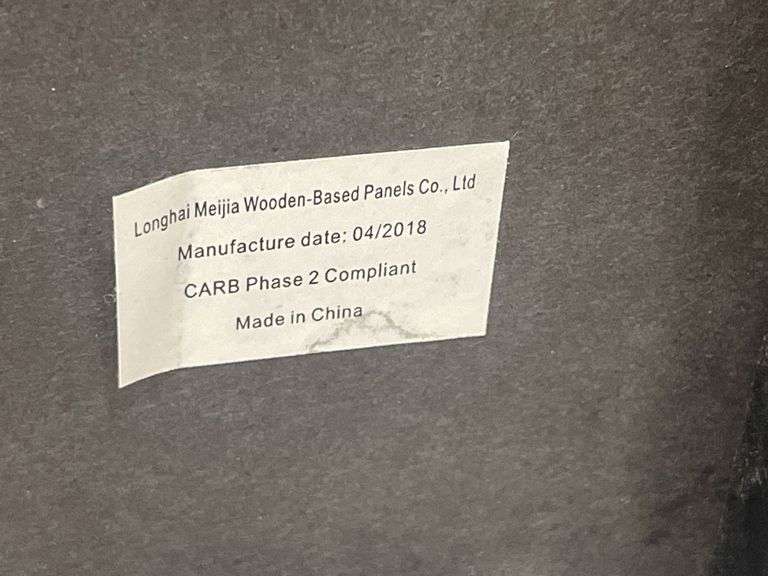 Longhai Meijia Wooden-Based Panels Co., Ltd
Manufacture date: 04/2018
CARB Phase 2 Compliant
Made in China